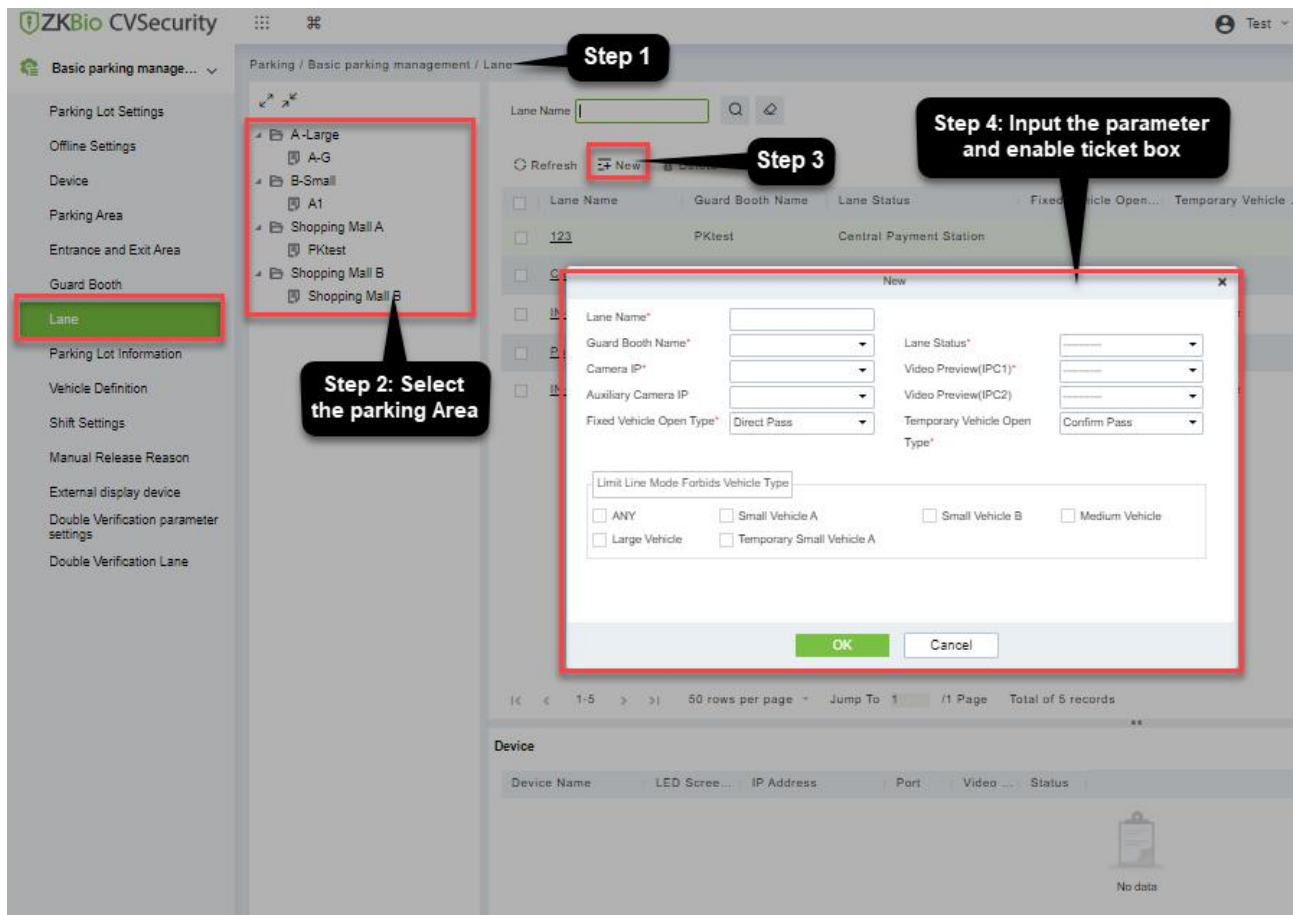 ZKBio CVSecurity
Test
Basic parking manage...
Parking Lot Settings
Offline Settings
Device
Parking Area
Entrance and Exit Area
Guard Booth
Lane
Parking Lot Information
Vehicle Definition
Shift Settings
Manual Release Reason
External display device
Double Verification parameter
settings
Double Verification Lane
Parking / Basic parking management / Lane
Step 1
A-Large
A-G
B-Small
A1
Shopping Mall A
PKtest
Shopping Mall B
Shopping Mall B
Step 2: Select
the parking Area
Lane Name
Refresh New
Step 3
Step 4: Input the parameter
and enable ticket box
Lane Name Guard Booth Name Lane Status Fixed Vehicle Open... Temporary Vehicle
123 PKtest Central Payment Station
New
Lane Name*
Guard Booth Name* Lane Status* ----------
Camera IP* Video Preview(IPC1)* ----------
Auxiliary Camera IP Video Preview(IPC2) ----------
Fixed Vehicle Open Type* Direct Pass Temporary Vehicle Open Confirm Pass
Type*
Limit Line Mode Forbids Vehicle Type
ANY Small Vehicle A Small Vehicle B Medium Vehicle
Large Vehicle Temporary Small Vehicle A
OK Cancel
1-5 50 rows per page Jump To 1 /1 Page Total of 5 records
Device
Device Name LED Scree... IP Address Port Video ... Status
No data